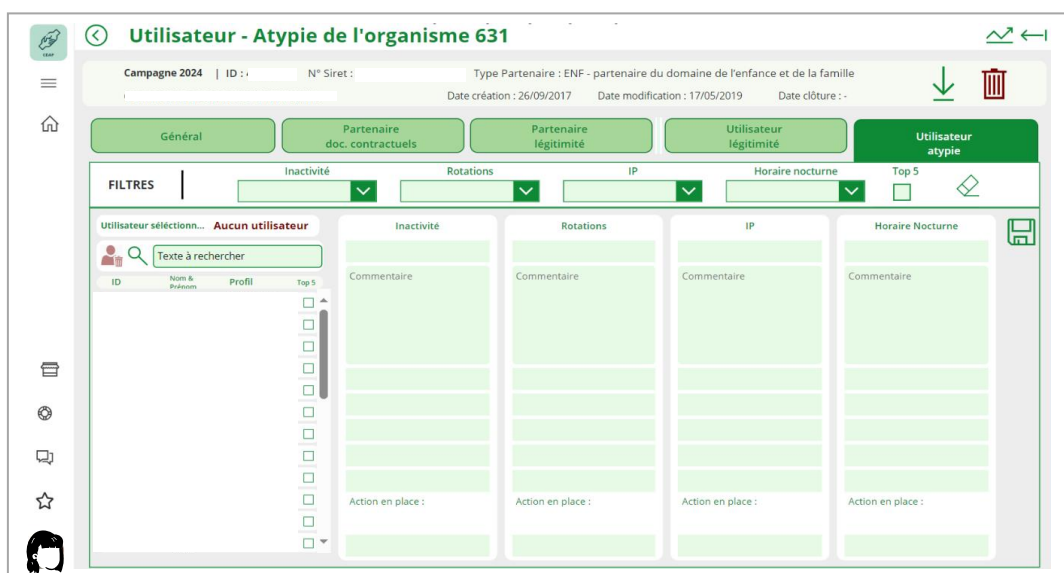 Utilisateur - Atypie de l'organisme 631
Campagne 2024 | ID : N° Siret : Type Partenaire : ENF - partenaire du domaine de l'enfance et de la famille
Date création : 26/09/2017 Date modification : 17/05/2019 Date clôture : -
Général
Partenaire
doc. contractuels
Partenaire
légitimité
Utilisateur
légitimité
Utilisateur
atypie
FILTRES
Inactivité
Rotations
IP
Horaire nocturne
Top 5
Utilisateur séléctionn... Aucun utilisateur
Texte à rechercher
ID Nom & Prénom Profil Top 5
Inactivité
Commentaire
Action en place :
Rotations
Commentaire
Action en place :
IP
Commentaire
Action en place :
Horaire Nocturne
Commentaire
Action en place :